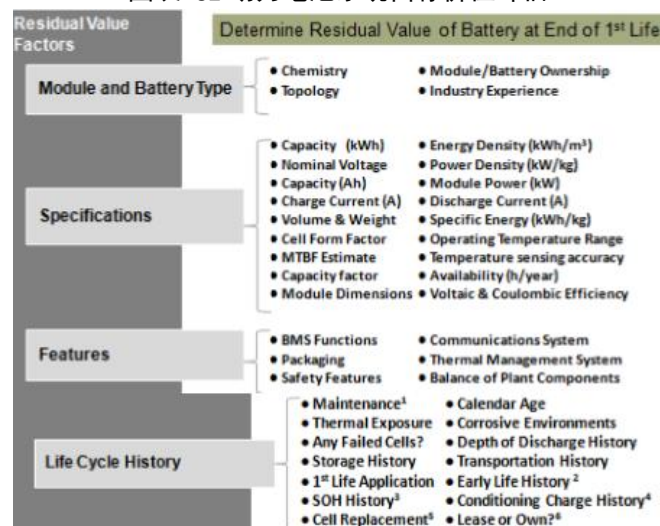 Residual Value
Factors
Determine Residual Value of Battery at End of 1st Life
Module and Battery Type
• Chemistry • Module/Battery Ownership
• Topology • Industry Experience
Specifications
• Capacity (kWh) • Energy Density (kWh/m³)
• Nominal Voltage • Power Density (kW/kg)
• Capacity (Ah) • Module Power (kW)
• Charge Current (A) • Discharge Current (A)
• Volume & Weight • Specific Energy (kWh/kg)
• Cell Form Factor • Operating Temperature Range
• MTBF Estimate • Temperature sensing accuracy
• Capacity factor • Availability (h/year)
• Module Dimensions • Voltaic & Coulombic Efficiency
Features
• BMS Functions • Communications System
• Packaging • Thermal Management System
• Safety Features • Balance of Plant Components
Life Cycle History
• Maintenance¹ • Calendar Age
• Thermal Exposure • Corrosive Environments
• Any Failed Cells? • Depth of Discharge History
• Storage History • Transportation History
• 1st Life Application • Early Life History ²
• SOH History³ • Conditioning Charge History⁴
• Cell Replacement⁵ • Lease or Own?⁶